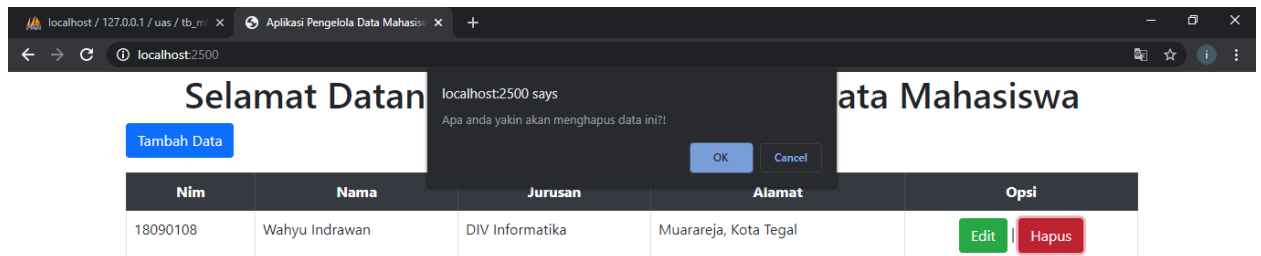 localhost / 127.0.0.1 / uas / tb_m
Aplikasi Pengelola Data Mahasis
localhost:2500
i
Selamat Datan
ata Mahasiswa
localhost:2500 says
Apa anda yakin akan menghapus data ini?!
OK Cancel
Tambah Data
Nim Nama Jurusan Alamat Opsi
18090108 Wahyu Indrawan DIV Informatika Muarareja, Kota Tegal Edit | Hapus